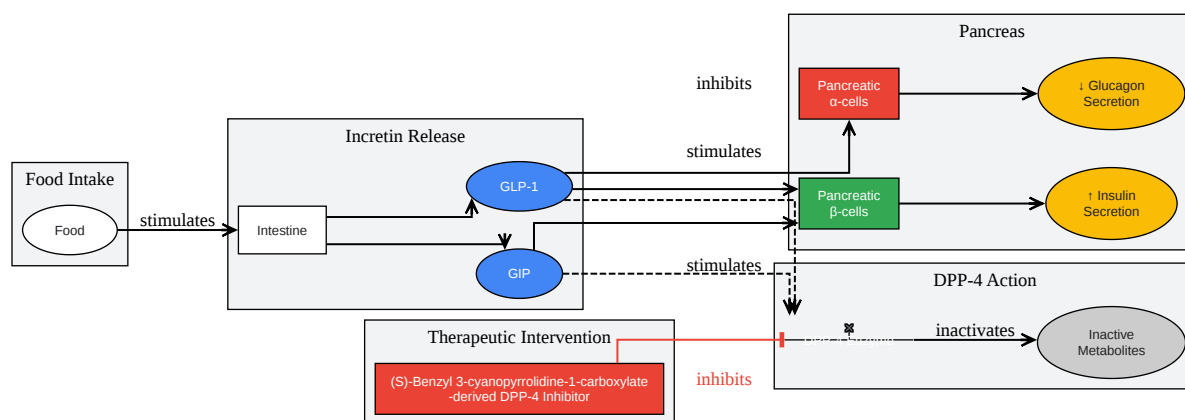 Pancreas
inhibits
Pancreatic
α-cells
↓ Glucagon
Secretion
Incretin Release
stimulates
Food Intake
GLP-1
Pancreatic
β-cells
↑ Insulin
Secretion
Food
stimulates
Intestine
GIP
stimulates
DPP-4 Action
Therapeutic Intervention
inactivates
Inactive
Metabolites
(S)-Benzyl 3-cyanopyrrolidine-1-carboxylate
-derived DPP-4 Inhibitor
inhibits